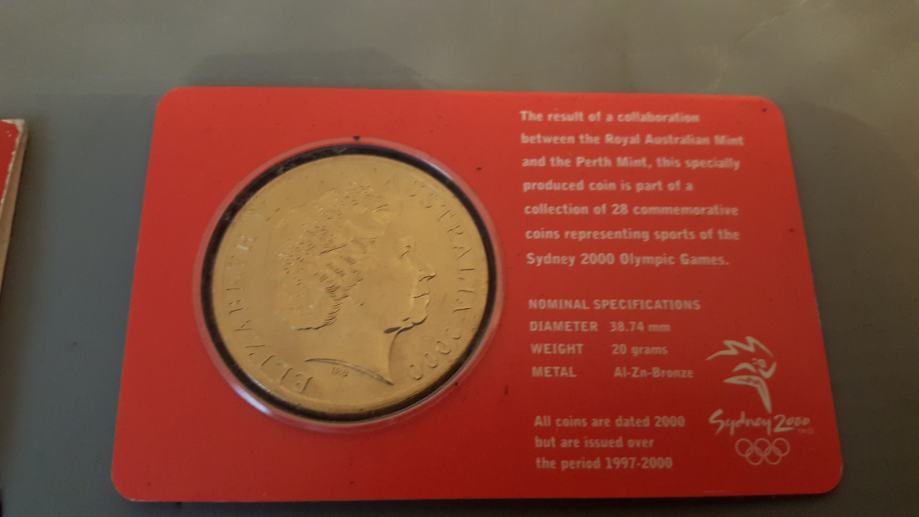 ELIZABETH II AUSTRALIA 2000
IRB
The result of a collaboration
between the Royal Australian Mint
and the Perth Mint, this specially
produced coin is part of a
collection of 28 commemorative
coins representing sports of the
Sydney 2000 Olympic Games.
NOMINAL SPECIFICATIONS
DIAMETER 38.74 mm
WEIGHT 20 grams
METAL Al-Zn-Bronze
All coins are dated 2000
but are issued over
the period 1997-2000
Sydney 2000